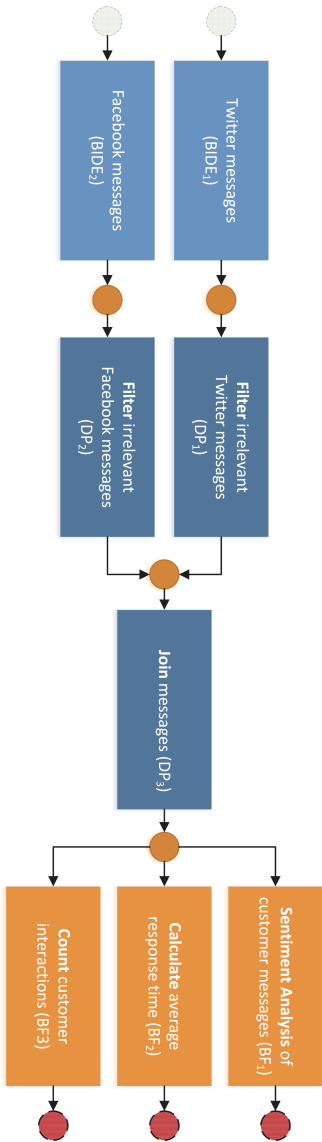 Twitter messages
(BIDE₁)
Facebook messages
(BIDE₂)
Filter irrelevant
Twitter messages
(DP₁)
Filter irrelevant
Facebook messages
(DP₂)
Join messages (DP₃)
Sentiment Analysis of
customer messages (BF₁)
Calculate average
response time (BF₂)
Count customer
interactions (BF3)